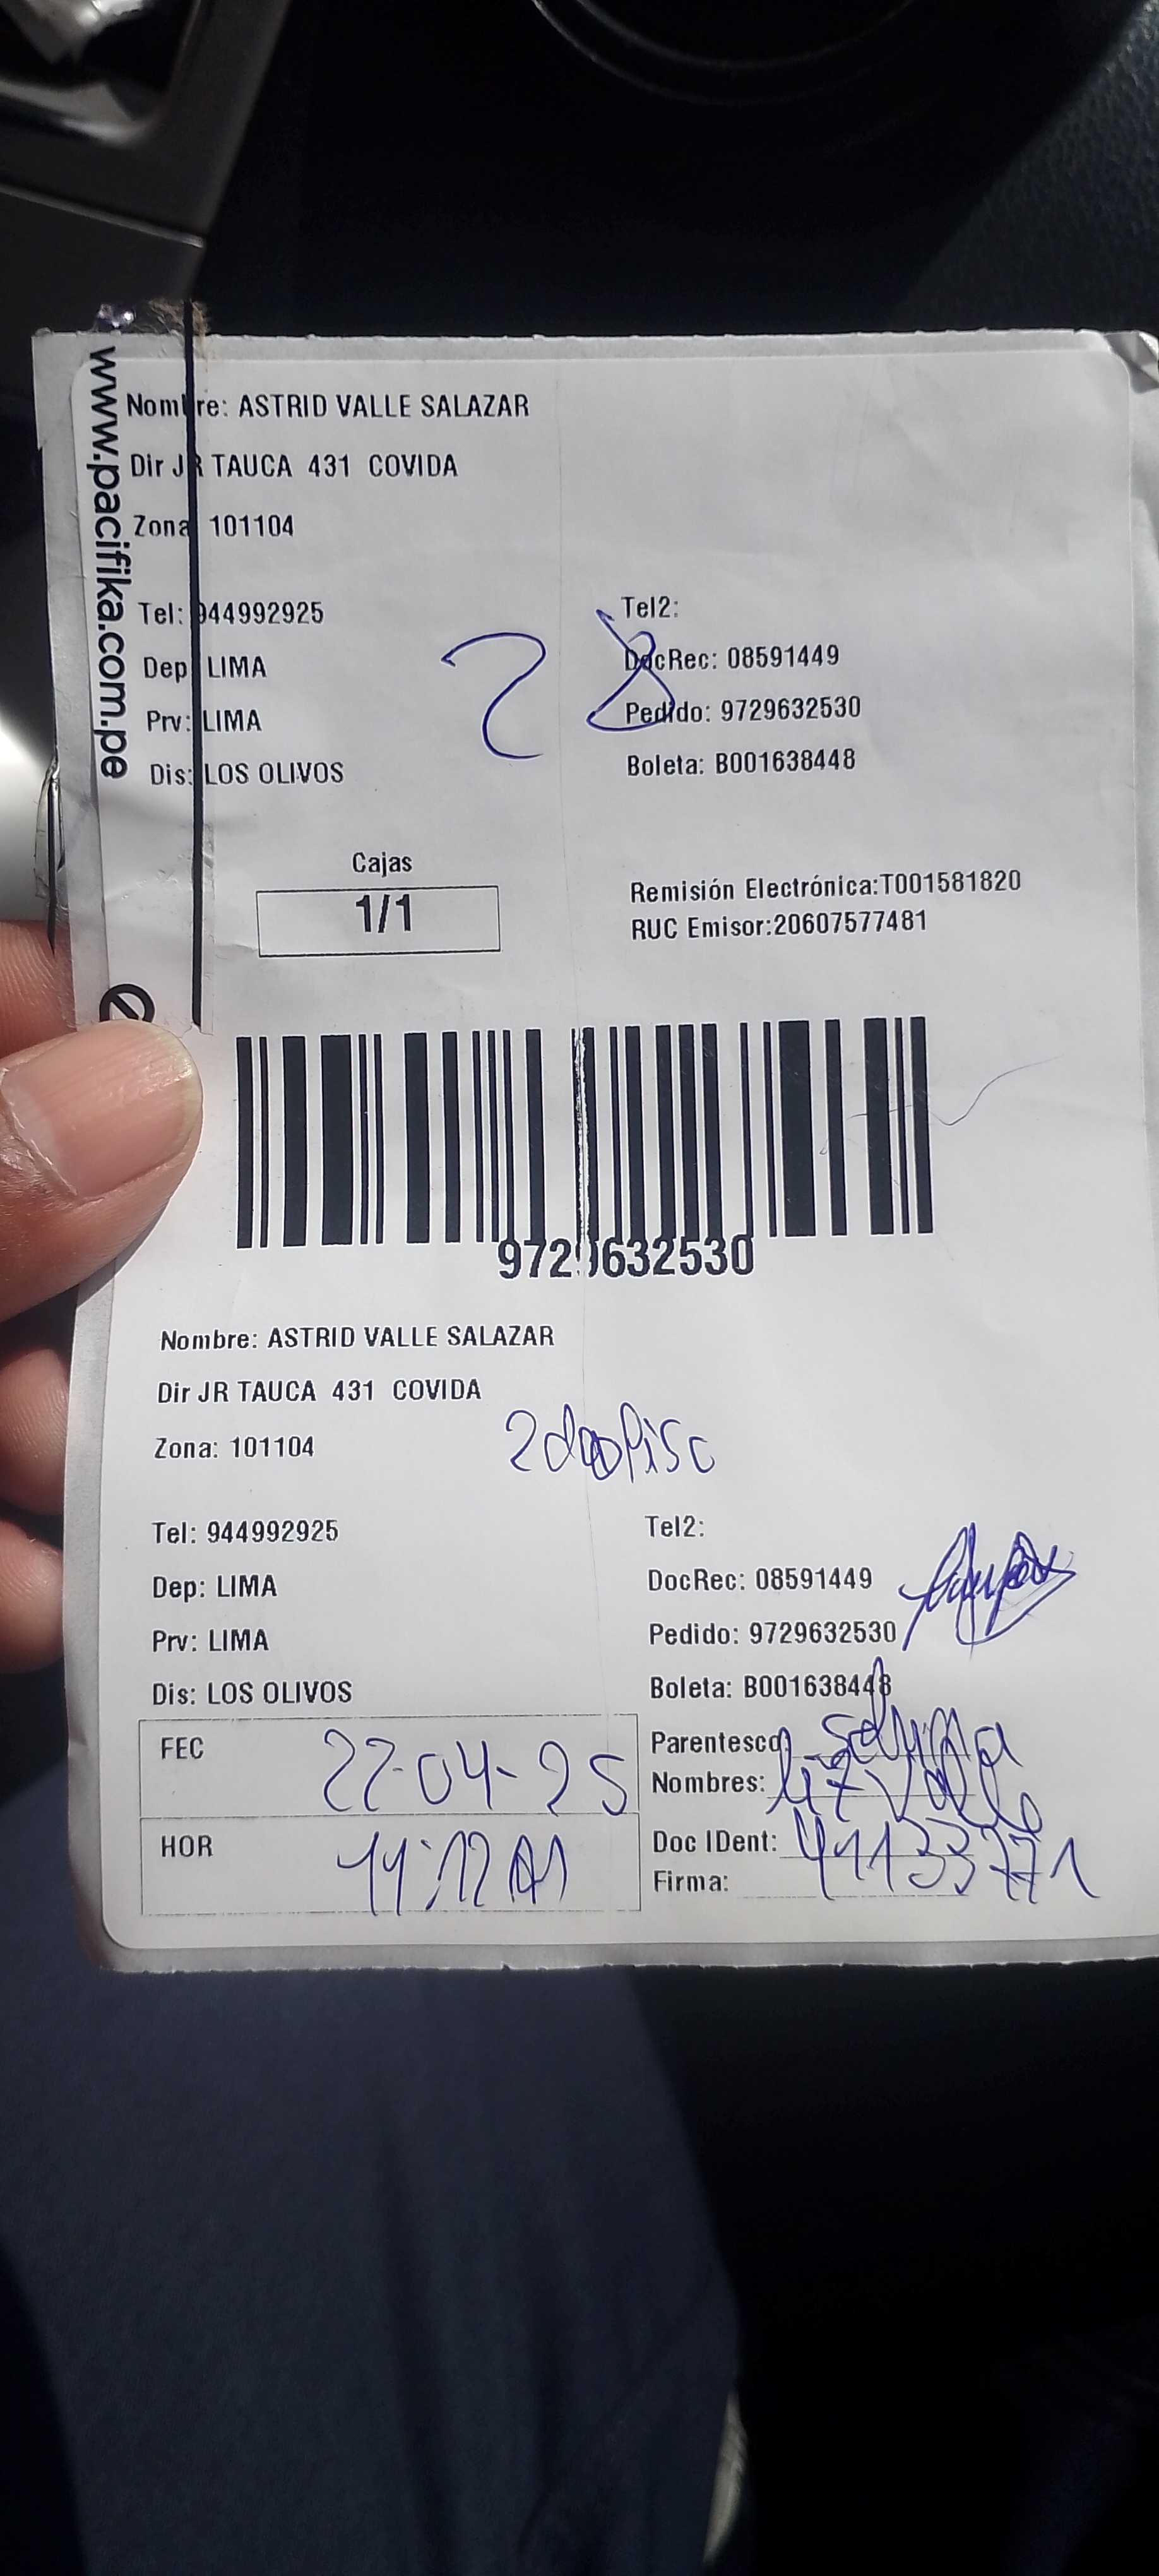 www.pacifika.com.pe
Nombre: ASTRID VALLE SALAZAR
Dir JR TAUCA 431 COVIDA
Zona 101104
Tel: 944992925
Tel2:
Dep LIMA
DocRec: 08591449
Prv: LIMA
Pedido: 9729632530
Dis: LOS OLIVOS
Boleta: B001638448
28
Cajas
1/1
Remisión Electrónica:T001581820
RUC Emisor:20607577481
9729632530
Nombre: ASTRID VALLE SALAZAR
Dir JR TAUCA 431 COVIDA
Zona: 101104
2do Piso
Tel: 944992925
Tel2:
Dep: LIMA
DocRec: 08591449
Prv: LIMA
Pedido: 9729632530
Dis: LOS OLIVOS
Boleta: B001638448
FEC 22-04-25
Parentesco
Nombres: Valle
HOR
Doc IDent: 41133771
Firma: